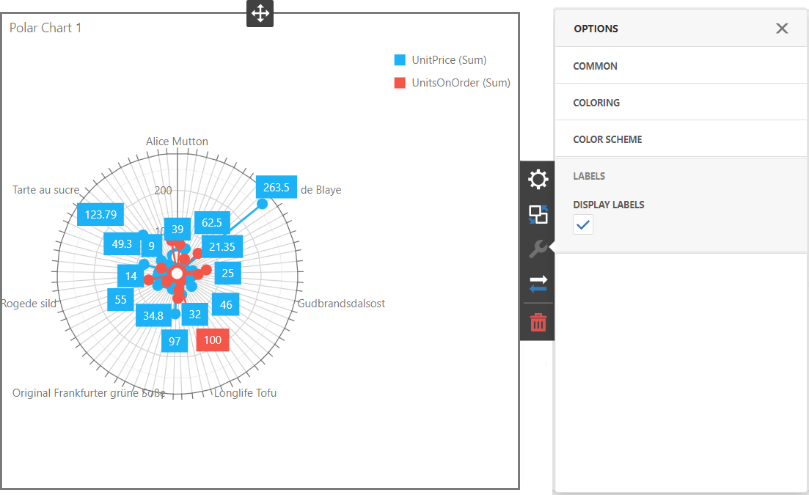 Polar Chart 1
UnitPrice (Sum)
UnitsOnOrder (Sum)
Alice Mutton
Tarte au sucre
200
263.5
de Blaye
123.79
62.5
39
49.3
9
21.35
14
25
55
46
Rogede sild
Gudbrandsdalsost
34.8
32
97
100
Original Frankfurter grüne Soße
Longlife Tofu
OPTIONS
COMMON
COLORING
COLOR SCHEME
LABELS
DISPLAY LABELS